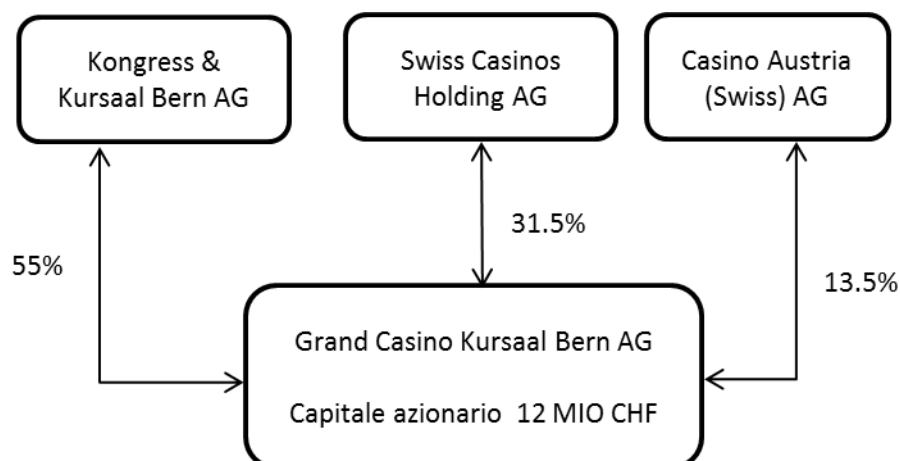 Kongress &
Kursaal Bern AG
Swiss Casinos
Holding AG
Casino Austria
(Swiss) AG
55%
31.5%
13.5%
Grand Casino Kursaal Bern AG
Capitale azionario 12 MIO CHF